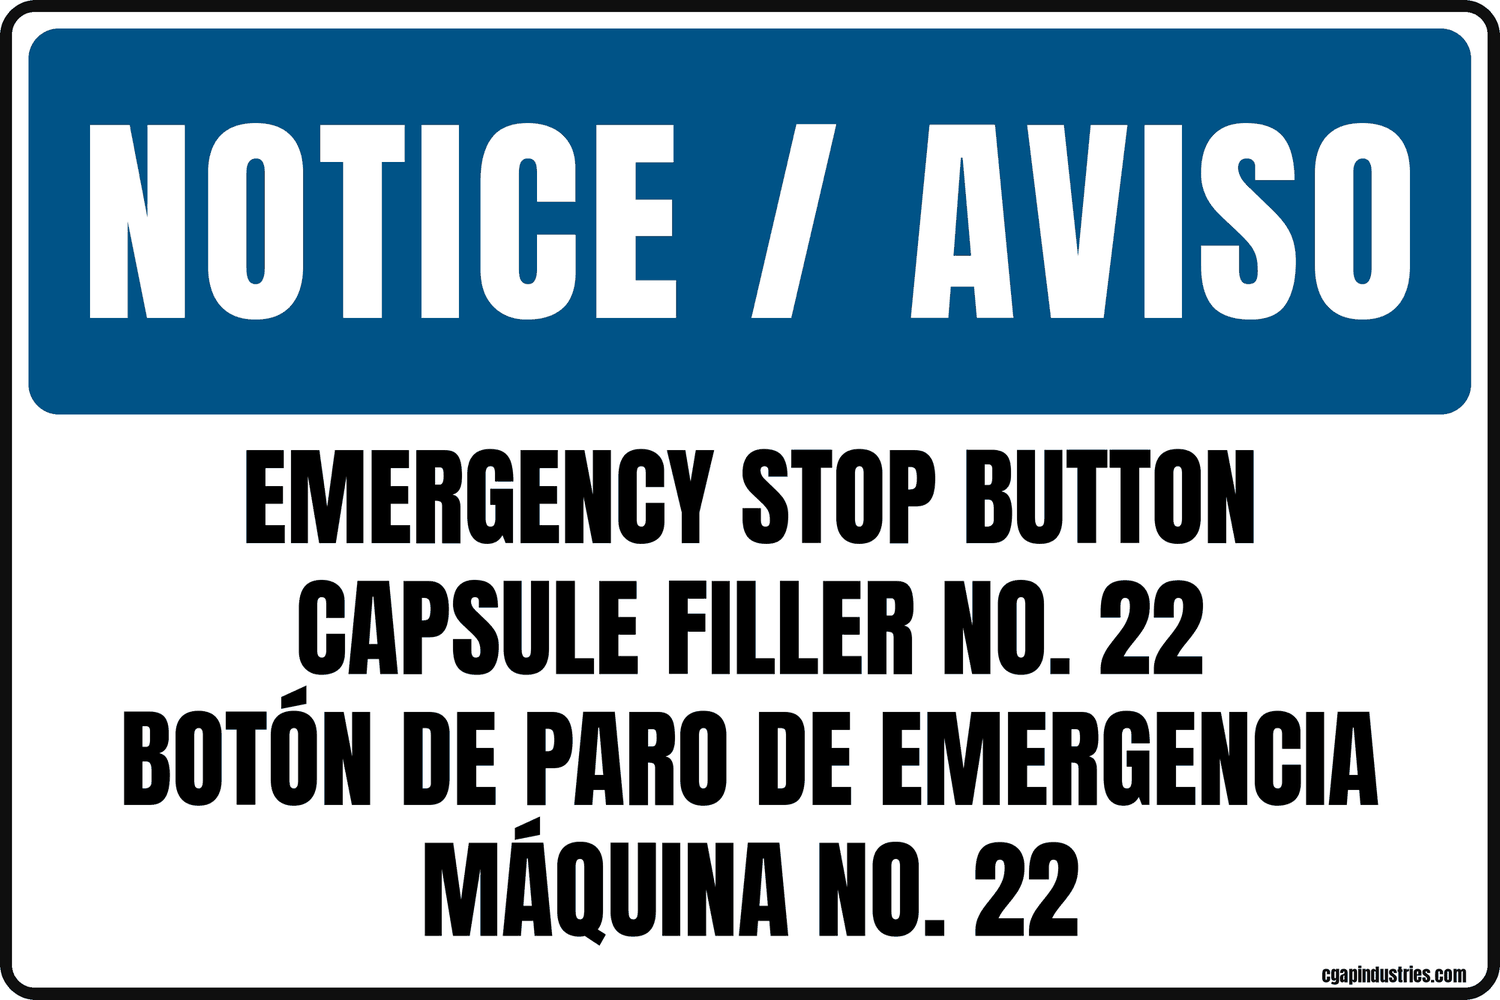 NOTICE / AVISO
EMERGENCY STOP BUTTON
CAPSULE FILLER NO. 22
BOTÓN DE PARO DE EMERGENCIA
MÁQUINA NO. 22
cgapindustries.com